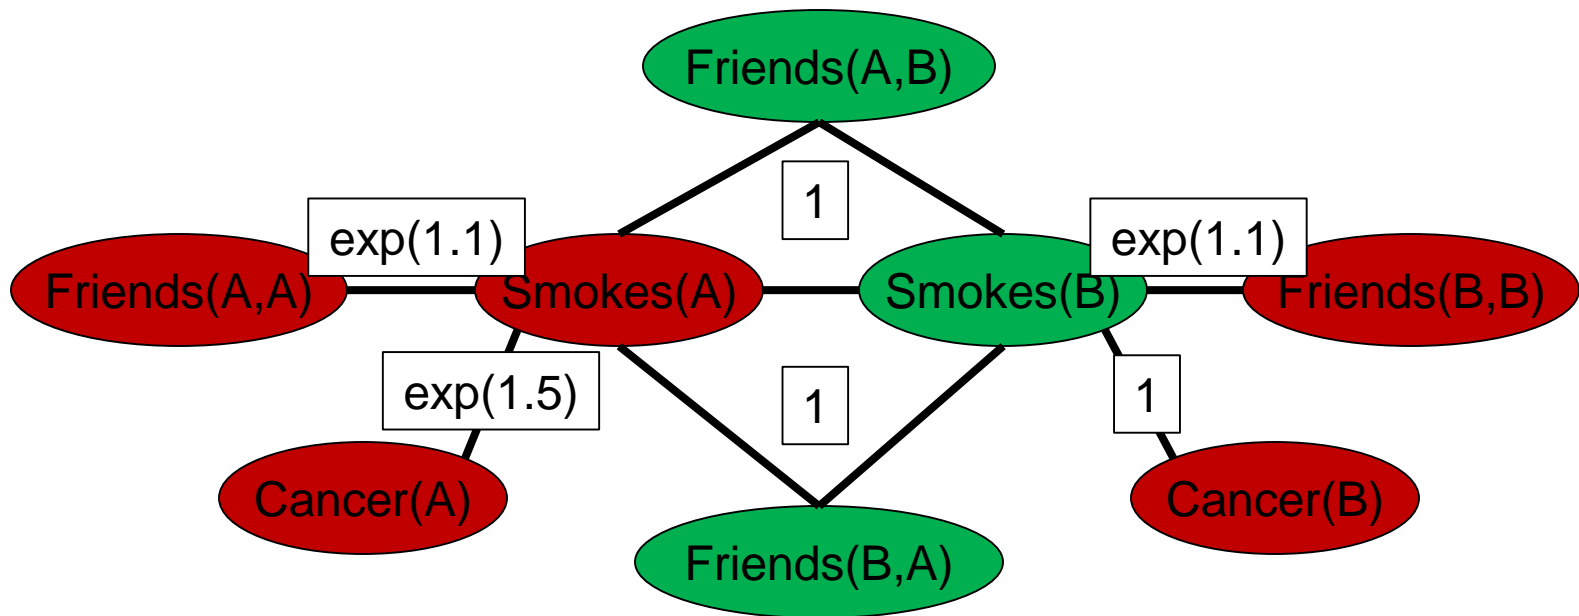 Friends(A,B)
1
exp(1.1)
exp(1.1)
Friends(A,A)
Smokes(A)
Smokes(B)
Friends(B,B)
exp(1.5)
1
1
Cancer(A)
Cancer(B)
Friends(B,A)